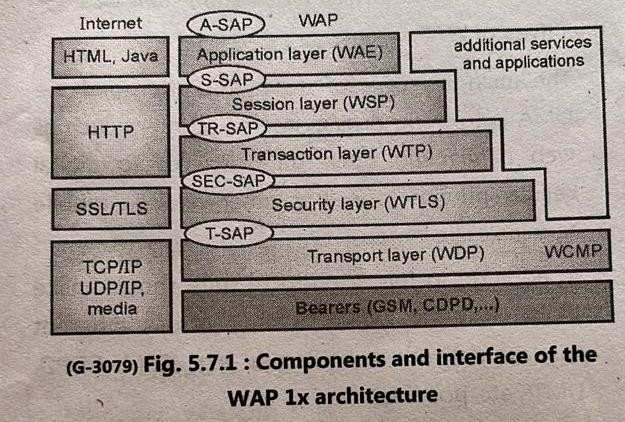 Internet
A-SAP
WAP
HTML, Java
Application layer (WAE)
additional services
and applications
S-SAP
Session layer (WSP)
HTTP
TR-SAP
Transaction layer (WTP)
SEC-SAP
SSL/TLS
Security layer (WTLS)
T-SAP
Transport layer (WDP)
WCMP
TCP/IP
UDP/IP,
media
Bearers (GSM, CDPD,...)
(G-3079) Fig. 5.7.1 : Components and interface of the
WAP 1x architecture